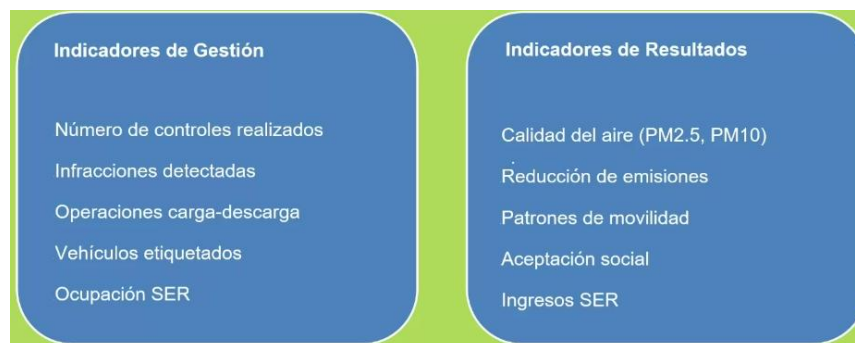 Indicadores de Gestión
Número de controles realizados
Infracciones detectadas
Operaciones carga-descarga
Vehículos etiquetados
Ocupación SER
Indicadores de Resultados
Calidad del aire (PM2.5, PM10)
.
Reducción de emisiones
Patrones de movilidad
Aceptación social
Ingresos SER